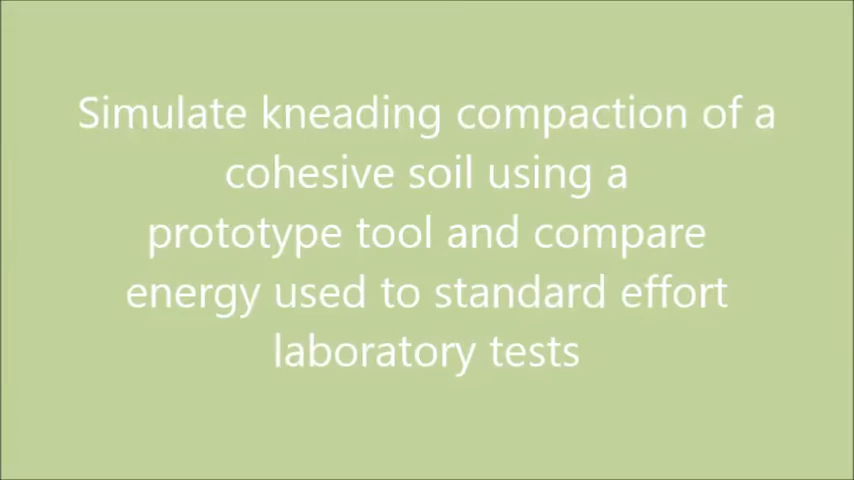 Simulate kneading compaction of a
cohesive soil using a
prototype tool and compare
energy used to standard effort
laboratory tests